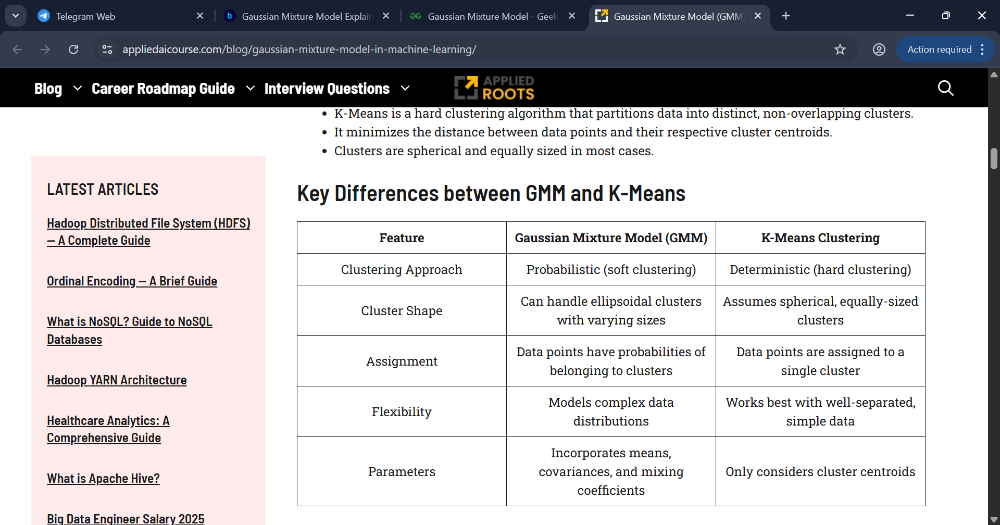 Telegram Web
Gaussian Mixture Model Explain
Gaussian Mixture Model - Geek
Gaussian Mixture Model (GMM)
appliedaicourse.com/blog/gaussian-mixture-model-in-machine-learning/
Action required
Blog
Career Roadmap Guide
Interview Questions
APPLIED
ROOTS
• K-Means is a hard clustering algorithm that partitions data into distinct, non-overlapping clusters.
• It minimizes the distance between data points and their respective cluster centroids.
• Clusters are spherical and equally sized in most cases.
LATEST ARTICLES
Hadoop Distributed File System (HDFS)
– A Complete Guide
Ordinal Encoding – A Brief Guide
What is NoSQL? Guide to NoSQL
Databases
Hadoop YARN Architecture
Healthcare Analytics: A
Comprehensive Guide
What is Apache Hive?
Big Data Engineer Salary 2025
Key Differences between GMM and K-Means
Feature
Gaussian Mixture Model (GMM)
K-Means Clustering
Clustering Approach
Probabilistic (soft clustering)
Deterministic (hard clustering)
Cluster Shape
Can handle ellipsoidal clusters
with varying sizes
Assumes spherical, equally-sized
clusters
Assignment
Data points have probabilities of
belonging to clusters
Data points are assigned to a
single cluster
Flexibility
Models complex data
distributions
Works best with well-separated,
simple data
Parameters
Incorporates means,
covariances, and mixing
coefficients
Only considers cluster centroids